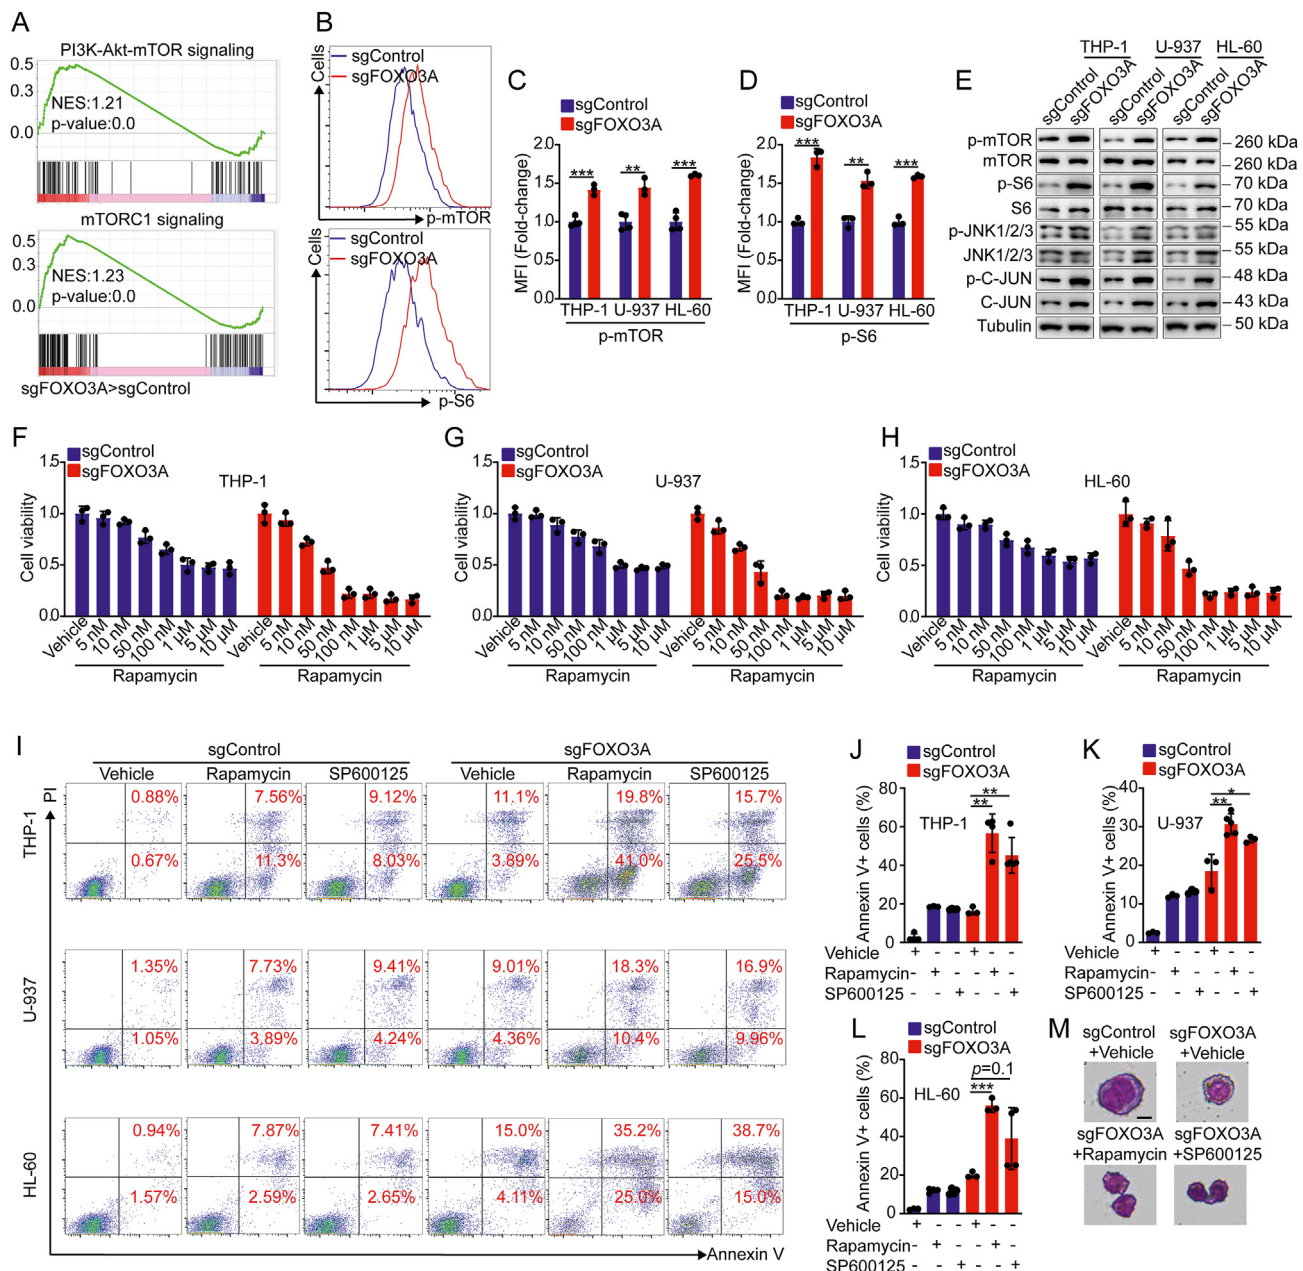 A
PI3K-Akt-mTOR signaling
0.5
NES:1.21
p-value:0.0
0.0
mTORC1 signaling
0.5
NES:1.23
p-value:0.0
0.0
sgFOXO3A>sgControl
B
Cells
sgControl
sgFOXO3A
p-mTOR
Cells
sgControl
sgFOXO3A
p-S6
C
sgControl
sgFOXO3A
MFI (Fold-change)
2.0
1.5
1.0
0.5
0.0
*** ** ***
THP-1 U-937 HL-60
p-mTOR
D
sgControl
sgFOXO3A
MFI (Fold-change)
2.0
1.5
1.0
0.5
0.0
*** ** ***
THP-1 U-937 HL-60
p-S6
E
THP-1 U-937 HL-60
sgControl sgFOXO3A sgControl sgFOXO3A sgControl sgFOXO3A
p-mTOR 260 kDa
mTOR 260 kDa
p-S6 70 kDa
S6 70 kDa
p-JNK1/2/3 55 kDa
JNK1/2/3 55 kDa
p-C-JUN 48 kDa
C-JUN 43 kDa
Tubulin 50 kDa
F
sgControl
sgFOXO3A
THP-1
Cell viability
1.5
1.0
0.5
0.0
Vehicle 5 nM 10 nM 50 nM 100 nM 1 µM 5 µM 10 µM Vehicle 5 nM 10 nM 50 nM 100 nM 1 µM 5 µM 10 µM
Rapamycin Rapamycin
G
sgControl
sgFOXO3A
U-937
Cell viability
1.5
1.0
0.5
0.0
Vehicle 5 nM 10 nM 50 nM 100 nM 1 µM 5 µM 10 µM Vehicle 5 nM 10 nM 50 nM 100 nM 1 µM 5 µM 10 µM
Rapamycin Rapamycin
H
sgControl
sgFOXO3A
HL-60
Cell viability
1.5
1.0
0.5
0.0
Vehicle 5 nM 10 nM 50 nM 100 nM 1 µM 5 µM 10 µM Vehicle 5 nM 10 nM 50 nM 100 nM 1 µM 5 µM 10 µM
Rapamycin Rapamycin
I
sgControl sgFOXO3A
Vehicle Rapamycin SP600125 Vehicle Rapamycin SP600125
PI
THP-1
0.88% 7.56% 9.12% 11.1% 19.8% 15.7%
0.67% 11.3% 8.03% 3.89% 41.0% 25.5%
U-937
1.35% 7.73% 9.41% 9.01% 18.3% 16.9%
1.05% 3.89% 4.24% 4.36% 10.4% 9.96%
HL-60
0.94% 7.87% 7.41% 15.0% 35.2% 38.7%
1.57% 2.59% 2.65% 4.11% 25.0% 15.0%
Annexin V
J
sgControl
sgFOXO3A
THP-1
Annexin V+ cells (%)
80
60
40
20
0
**
**
Vehicle + - - + - -
Rapamycin - + - - + -
SP600125 - - + - - +
K
sgControl
sgFOXO3A
U-937
Annexin V+ cells (%)
40
30
20
10
0
*
**
Vehicle + - - + - -
Rapamycin - + - - + -
SP600125 - - + - - +
L
sgControl
sgFOXO3A
HL-60
Annexin V+ cells (%)
80
60
40
20
0
p=0.1
***
Vehicle + - - + - -
Rapamycin - + - - + -
SP600125 - - + - - +
M
sgControl
+Vehicle
sgFOXO3A
+Vehicle
sgFOXO3A
+Rapamycin
sgFOXO3A
+SP600125